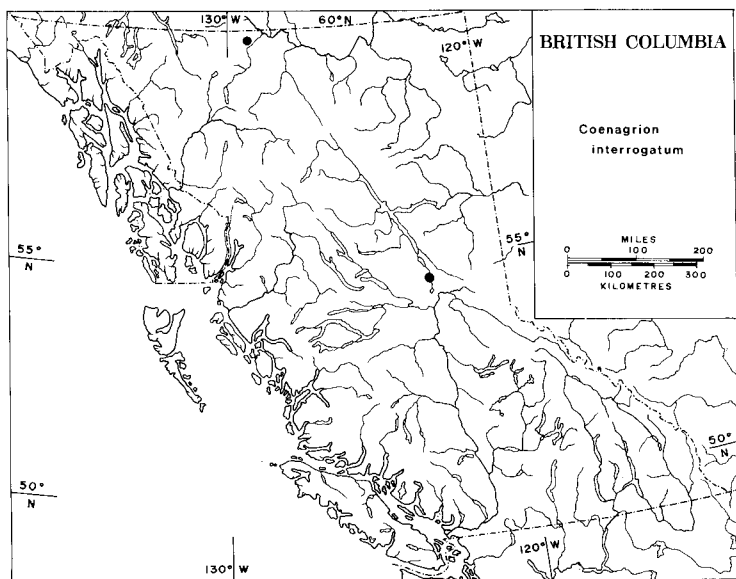 130° W
60° N
120° W
BRITISH COLUMBIA
Coenagrion
interrogatum
MILES
0 100 200
0 100 200 300
KILOMETRES
55°
N
55°
N
50°
N
50°
N
130° W
120° W